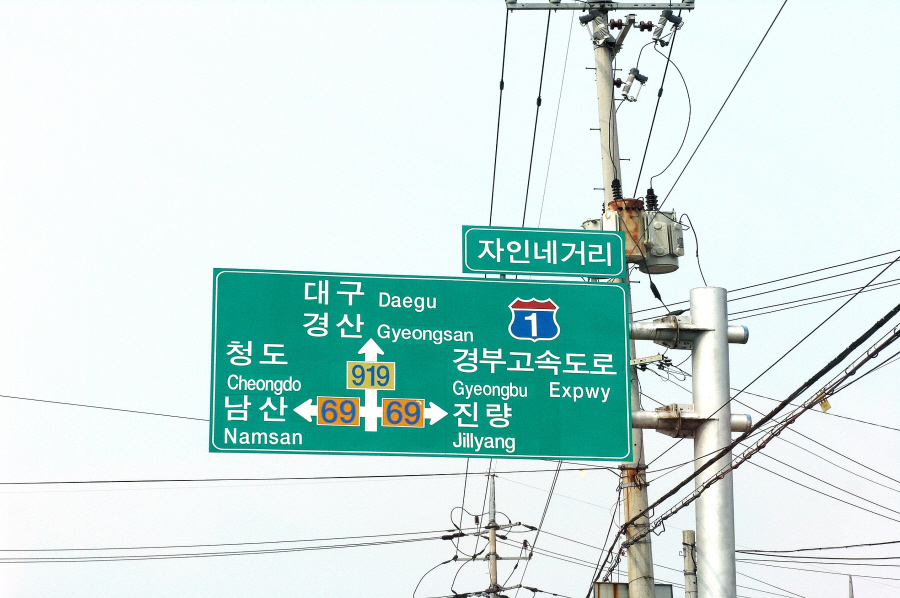 자인네거리
대구 Daegu
경산 Gyeongsan
1
919
청도
Cheongdo
남산
Namsan
69
69
경부고속도로
Gyeongbu Expwy
진량
Jillyang